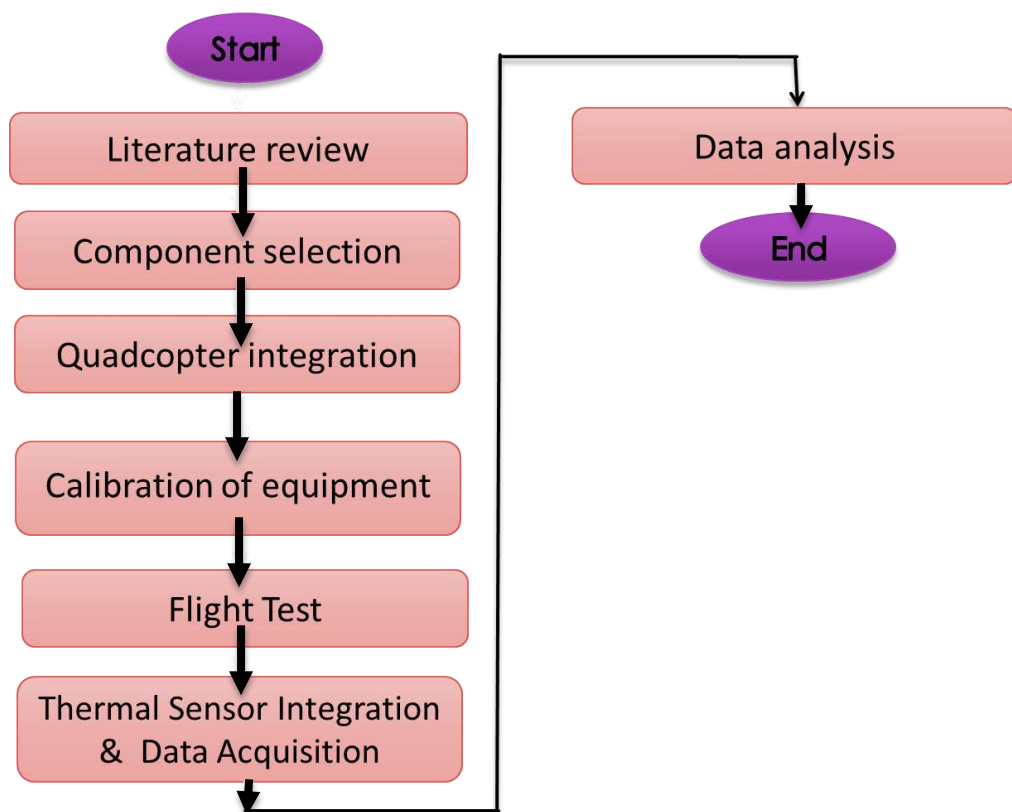 Start
Literature review
Component selection
Quadcopter integration
Calibration of equipment
Flight Test
Thermal Sensor Integration
& Data Acquisition
Data analysis
End